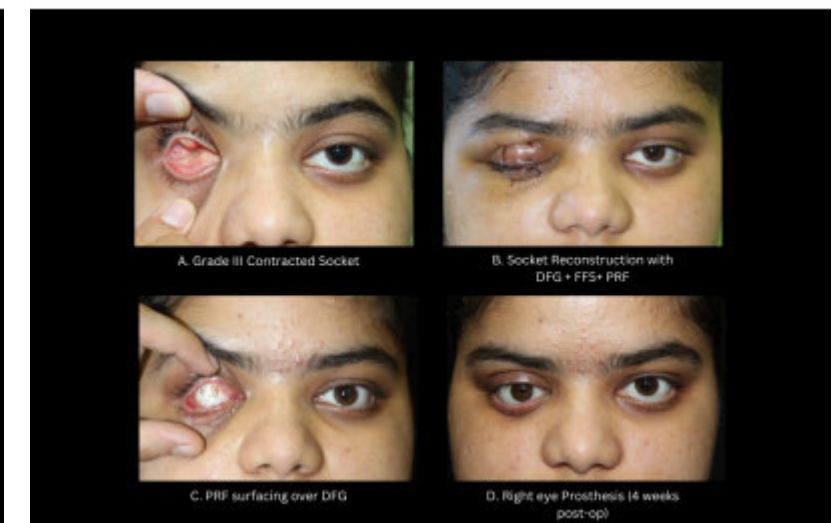 A. Grade III Contracted Socket
B. Socket Reconstruction with
DFG + FFS+ PRF
C. PRF surfacing over DFG
D. Right eye Prosthesis (4 weeks
post-op)